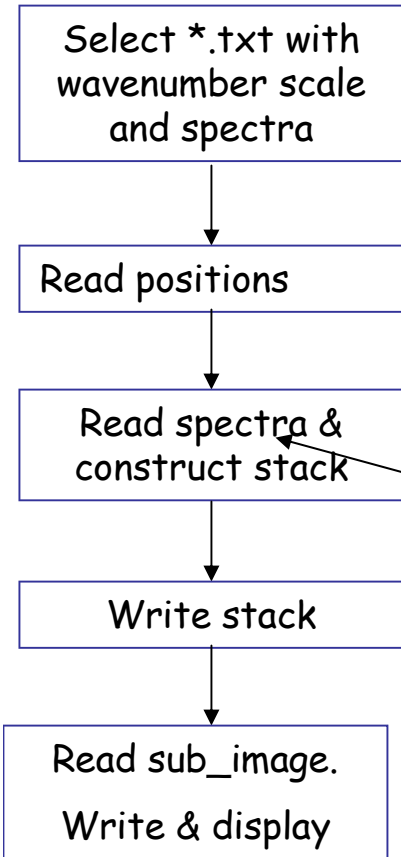 Select *.txt with
wavenumber scale
and spectra
Read positions
Read spectra &
construct stack
Write stack
Read sub_image.
Write & display